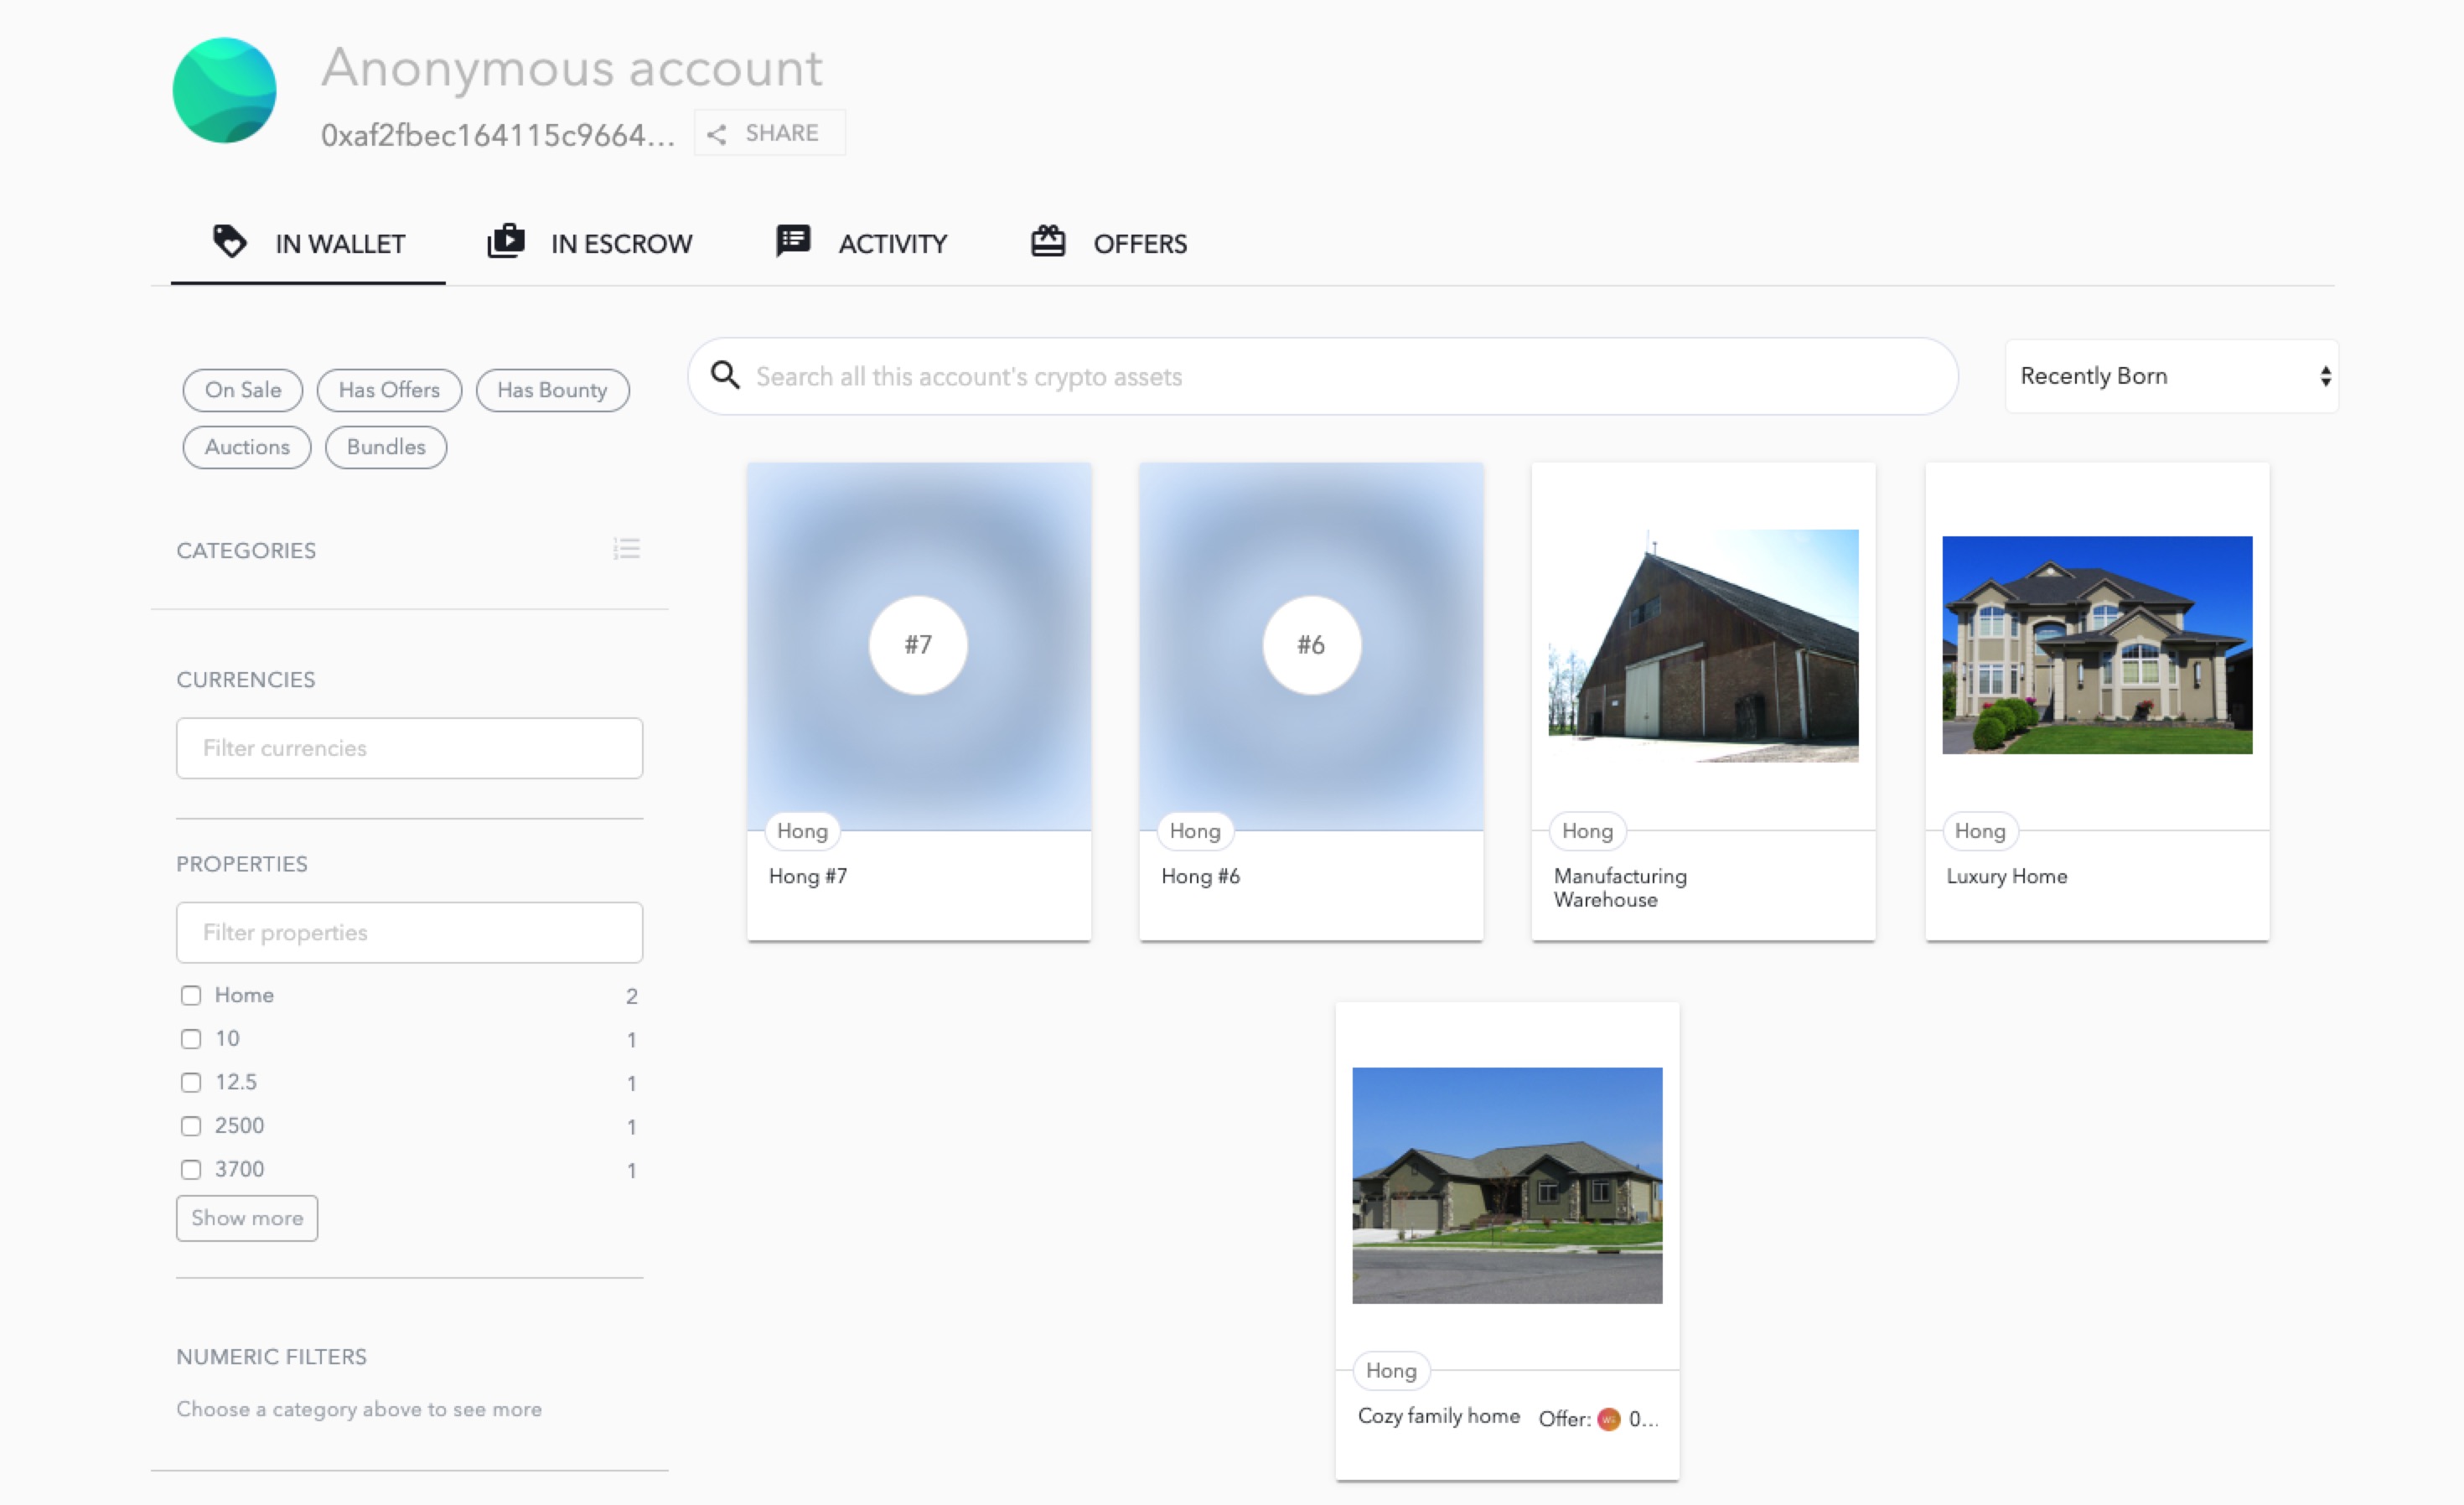 Anonymous account
0xaf2fbec164115c9664...
SHARE
IN WALLET
IN ESCROW
ACTIVITY
OFFERS
On Sale
Has Offers
Has Bounty
Auctions
Bundles
Search all this account's crypto assets
Recently Born
CATEGORIES
CURRENCIES
Filter currencies
PROPERTIES
Filter properties
Home 2
10 1
12.5 1
2500 1
3700 1
Show more
NUMERIC FILTERS
Choose a category above to see more
#7
Hong
Hong #7
#6
Hong
Hong #6
Hong
Manufacturing
Warehouse
Hong
Luxury Home
Hong
Cozy family home
Offer: 0...